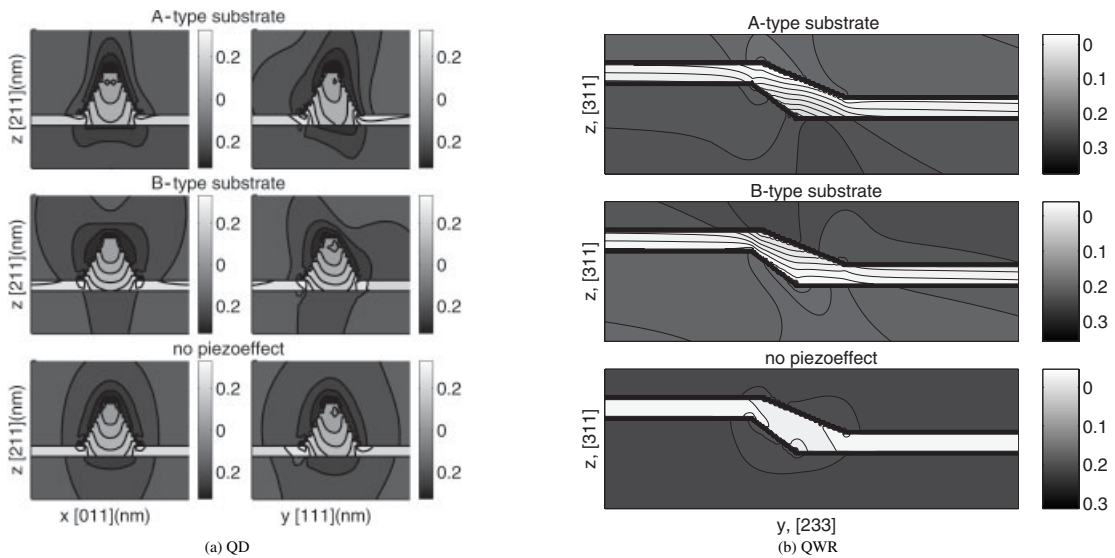 A-type substrate
z [211](nm)
0.2
0
0.2
0.2
0
0.2
B-type substrate
z [211](nm)
0.2
0
0.2
0.2
0
0.2
no piezoeffect
z [211](nm)
0.2
0
0.2
0.2
0
0.2
x [011](nm)
y [111](nm)
(a) QD
A-type substrate
z, [311]
0
0.1
0.2
0.3
B-type substrate
z, [311]
0
0.1
0.2
0.3
no piezoeffect
z, [311]
0
0.1
0.2
0.3
y, [233]
(b) QWR